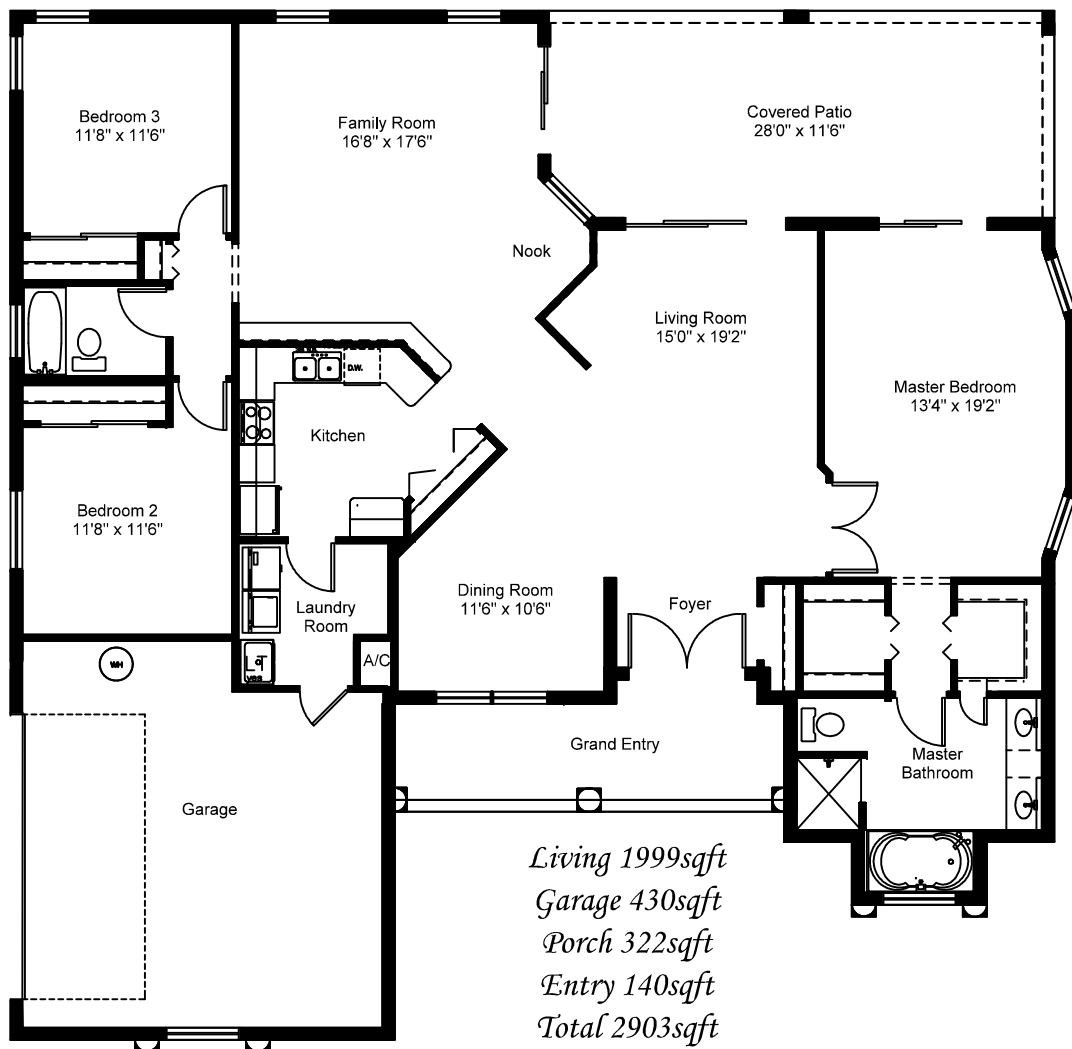 Bedroom 3
11'8" x 11'6"
Family Room
16'8" x 17'6"
Covered Patio
28'0" x 11'6"
Nook
Living Room
15'0" x 19'2"
Master Bedroom
13'4" x 19'2"
D.W.
Kitchen
Bedroom 2
11'8" x 11'6"
Dining Room
11'6" x 10'6"
Foyer
Laundry
Room
A/C
WH
Grand Entry
Master
Bathroom
Garage
Living 1999sqft
Garage 430sqft
Porch 322sqft
Entry 140sqft
Total 2903sqft